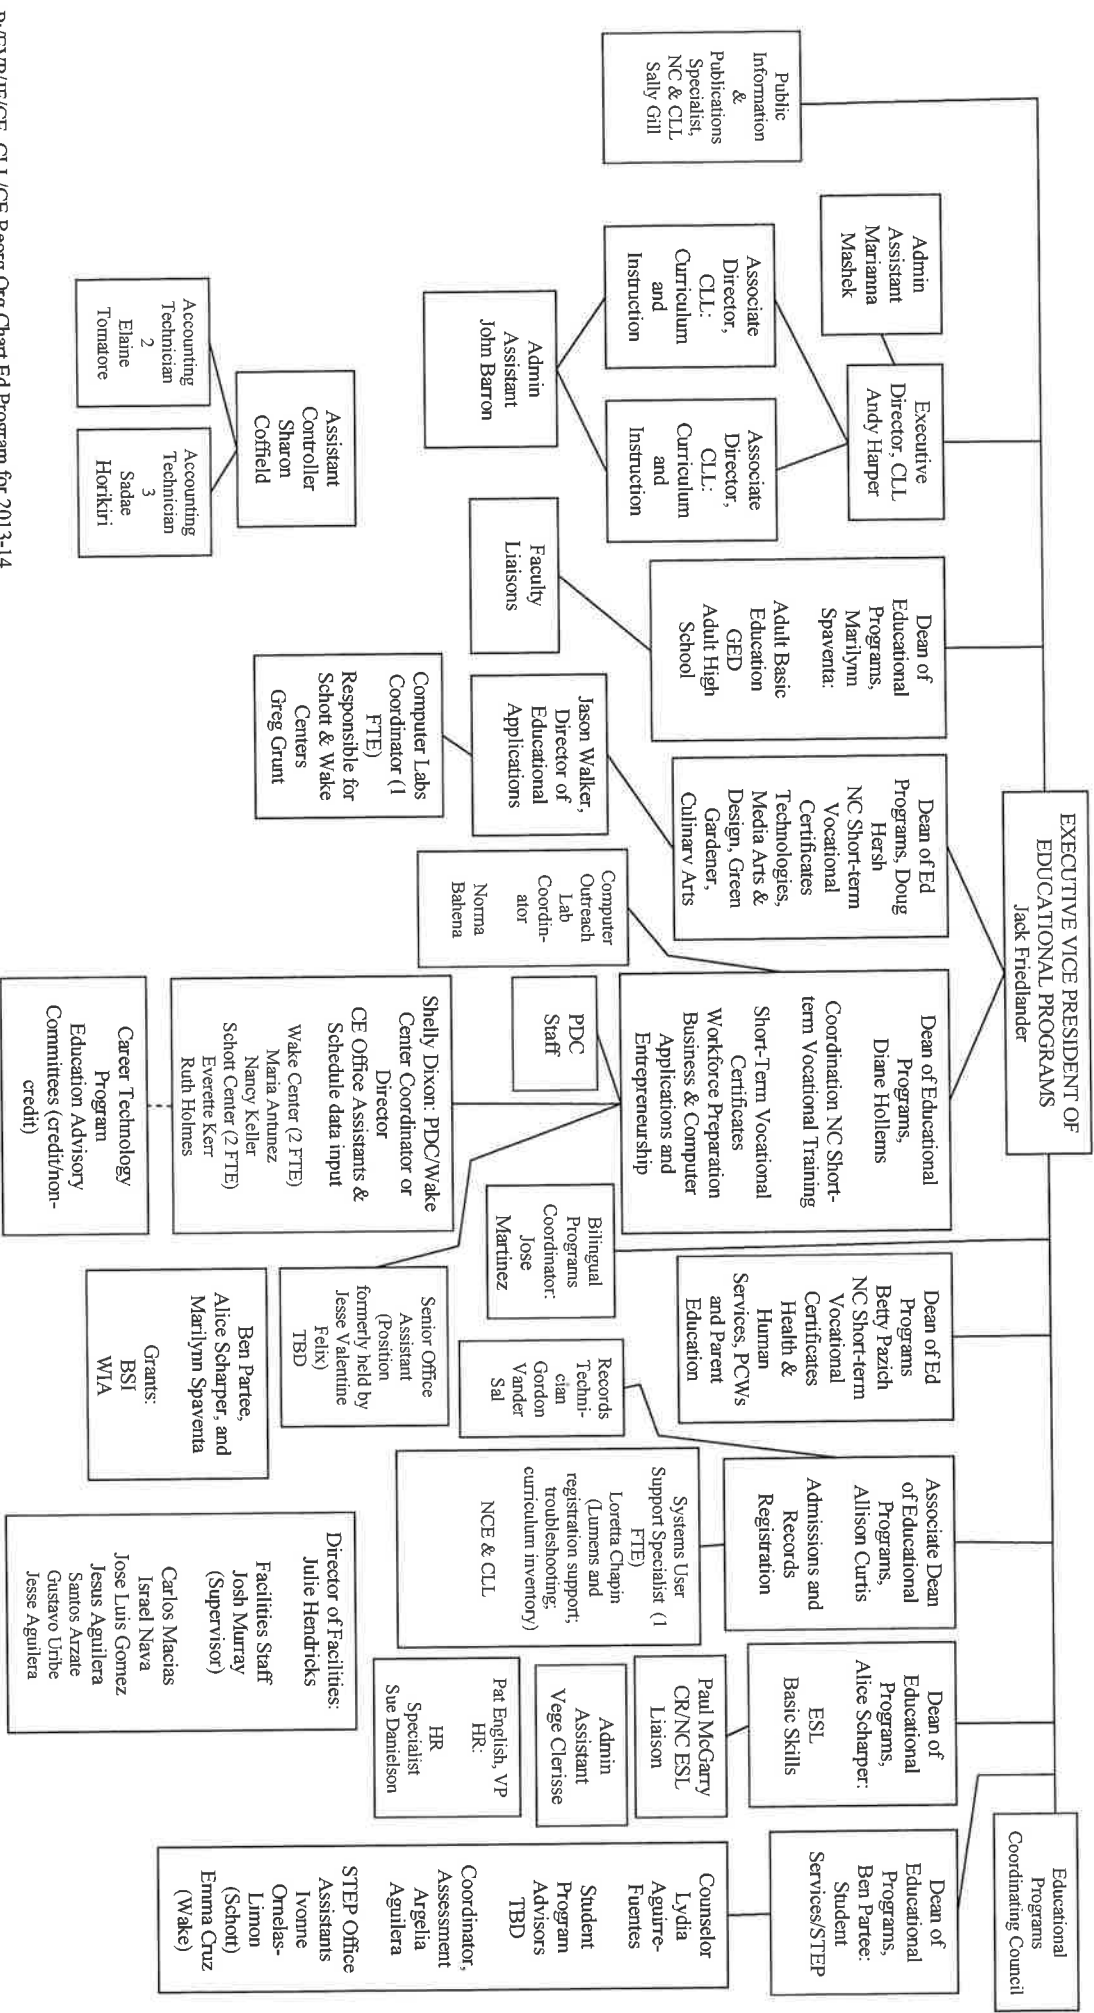 EXECUTIVE VICE PRESIDENT OF
EDUCATIONAL PROGRAMS
Jack Friedlander
Educational
Programs
Coordinating Council
Public
Information
&
Publications
Specialist,
NC & CLL
Sally Gill
Admin
Assistant
Marianna
Mashek
Executive
Director, CLL
Andy Harper
Associate
Director,
CLL:
Curriculum
and
Instruction
Associate
Director,
CLL:
Curriculum
and
Instruction
Admin
Assistant
John Barron
Assistant
Controller
Sharon
Coffield
Accounting
Technician
2
Elaine
Tornatore
Accounting
Technician
3
Sadae
Horikiri
Dean of
Educational
Programs,
Marilynn
Spaventa:
Adult Basic
Education
GED
Adult High
School
Faculty
Liaisons
Dean of Ed
Programs, Doug
Hersh
NC Short-term
Vocational
Certificates
Technologies,
Media Arts &
Design, Green
Gardener,
Culinary Arts
Jason Walker,
Director of
Educational
Applications
Computer Labs
Coordinator (1
FTE)
Responsible for
Schott & Wake
Centers
Greg Grunt
Dean of Educational
Programs,
Diane Hollems
Coordination NC Short-
term Vocational Training
Short-Term Vocational
Certificates
Workforce Preparation
Business & Computer
Applications and
Entrepreneurship
Computer
Outreach
Lab
Coordin-
ator
Norma
Bahena
PDC
Staff
Shelly Dixon: PDC/Wake
Center Coordinator or
Director
CE Office Assistants &
Schedule data input
Wake Center (2 FTE)
Maria Antunez
Nancy Keller
Schott Center (2 FTE)
Everette Kerr
Ruth Holmes
Career Technology
Program
Education Advisory
Committees (credit/non-
credit)
Bilingual
Programs
Coordinator:
Jose
Martinez
Senior Office
Assistant
(Position
formerly held by
Jesse Valentine
Felix)
TBD
Ben Partee,
Alice Scharper, and
Marilynn Spaventa
Grants:
BSI
WIA
Dean of Ed
Programs
Betty Pazich
NC Short-term
Vocational
Certificates
Health &
Human
Services, PCWs
and Parent
Education
Records
Techni-
cian
Gordon
Vander
Sal
Associate Dean
of Educational
Programs,
Allison Curtis
Admissions and
Records
Registration
Systems User
Support Specialist (1
FTE)
Loretta Chapin
(Lumens and
registration support;
troubleshooting;
curriculum inventory)
NCE & CLL
Director of Facilities:
Julie Hendricks
Facilities Staff
Josh Murray
(Supervisor)
Carlos Macias
Israel Nava
Jose Luis Gomez
Jesus Aguilera
Santos Arzate
Gustavo Uribe
Jesse Aguilera
Dean of
Educational
Programs,
Alice Scharper:
ESL
Basic Skills
Paul McGarry
CR/NC ESL
Liaison
Admin
Assistant
Vege Clerisse
Pat English, VP
HR:
HR
Specialist
Sue Danielson
Dean of
Educational
Programs,
Ben Partee:
Student
Services/STEP
Counselor
Lydia
Aguirre-
Fuentes
Student
Program
Advisors
TBD
Coordinator,
Assessment
Argelia
Aguilera
STEP Office
Assistants
Ivonne
Ornelas-
Limon
(Schott)
Emma Cruz
(Wake)
CLL/CE Reorg Org Chart Ed Program for 2013-14